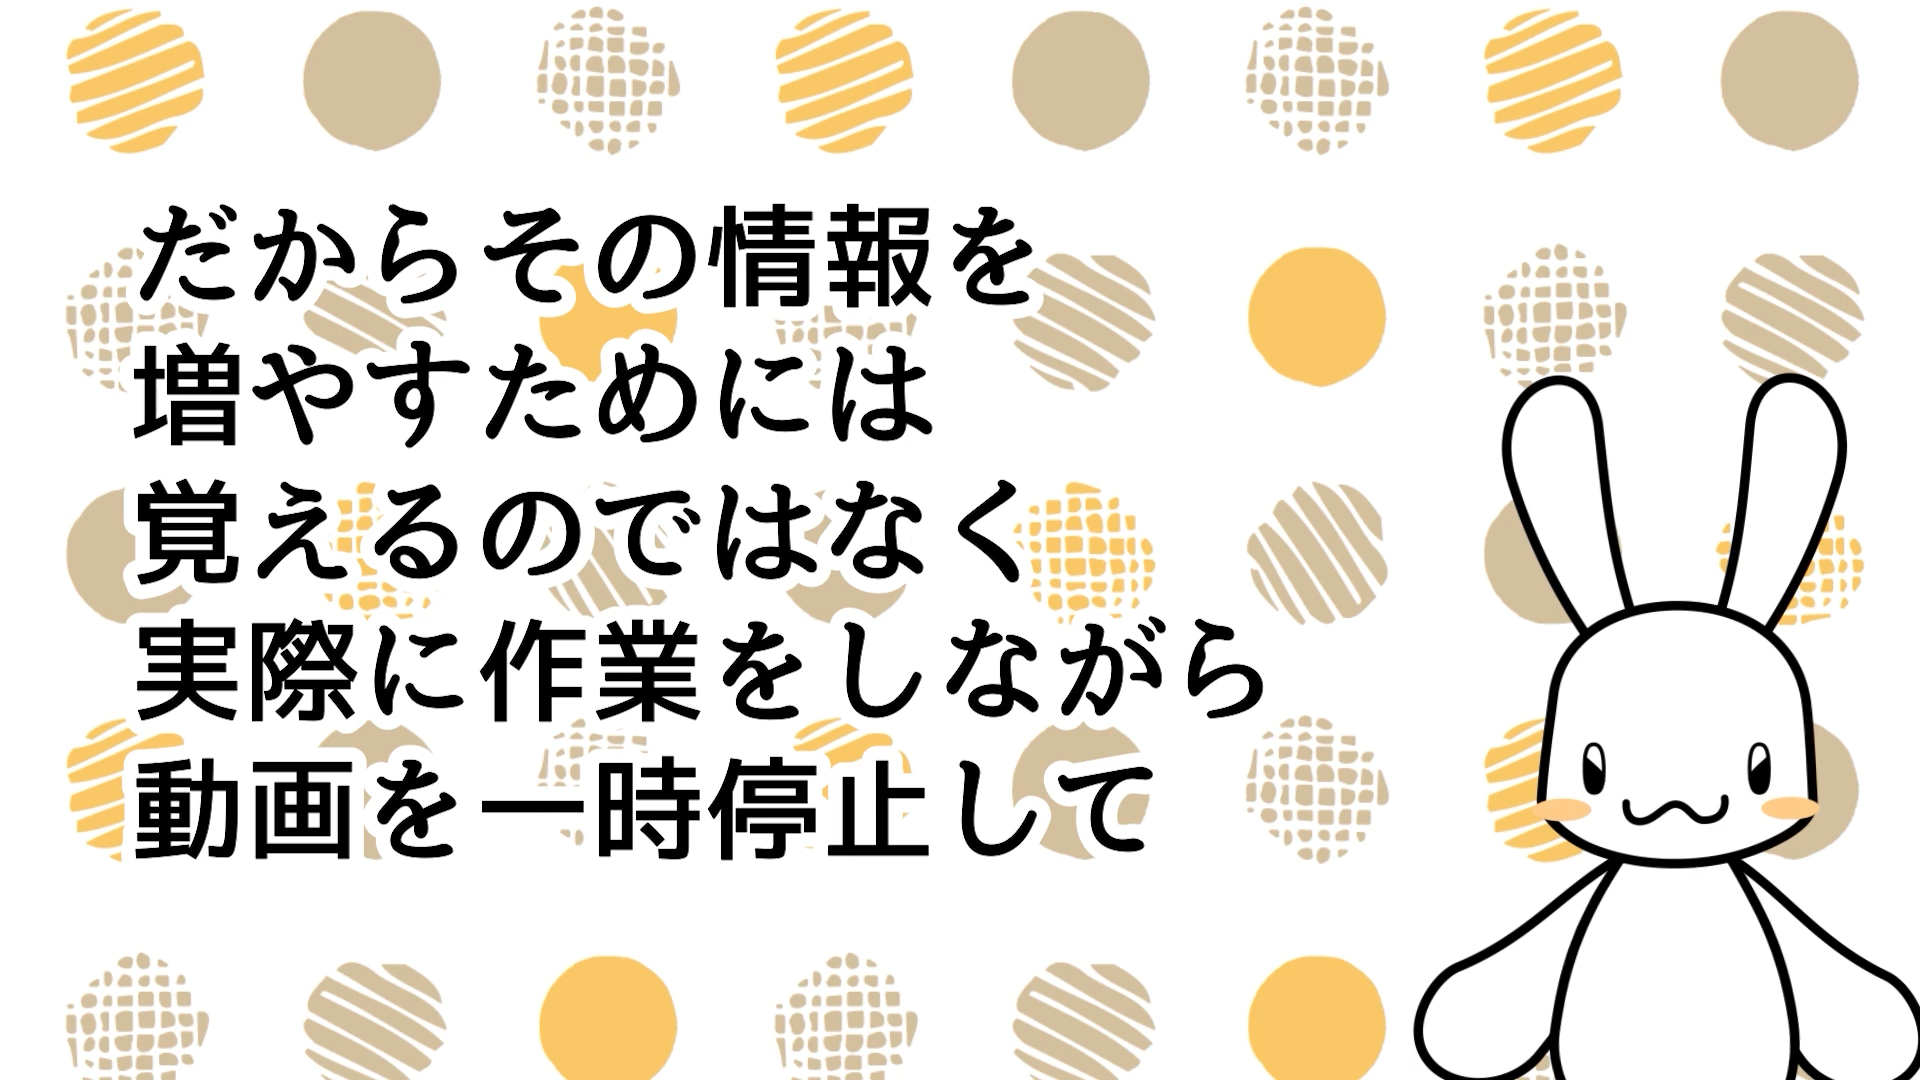 だからその情報を
増やすためには
覚えるのではなく
実際に作業をしながら
動画を一時停止して